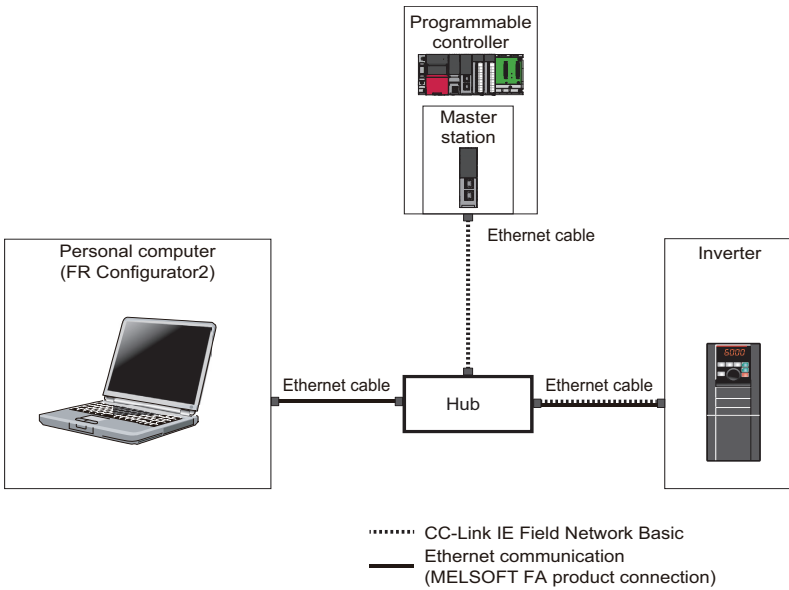 Programmable
controller
Master
station
Ethernet cable
Personal computer
(FR Configurator2)
Inverter
6000
Ethernet cable
Hub
Ethernet cable
CC-Link IE Field Network Basic
Ethernet communication
(MELSOFT FA product connection)